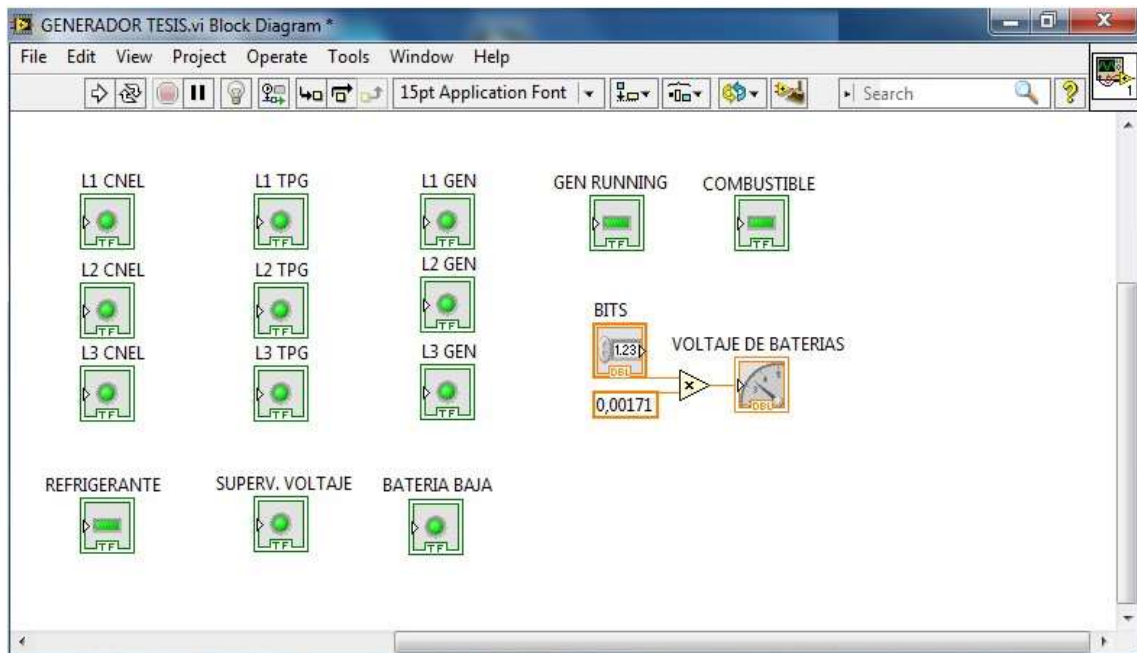 GENERADOR TESIS.vi Block Diagram *
File Edit View Project Operate Tools Window Help
15pt Application Font Search
1
L1 CNEL L1 TPG L1 GEN GEN RUNNING COMBUSTIBLE
TF TF TF TF TF
L2 CNEL L2 TPG L2 GEN
TF TF TF
BITS
1.23
DBL
L3 CNEL L3 TPG L3 GEN VOLTAJE DE BATERIAS
TF TF TF
0,00171 × DBL
REFRIGERANTE SUPERV. VOLTAJE BATERIA BAJA
TF TF TF